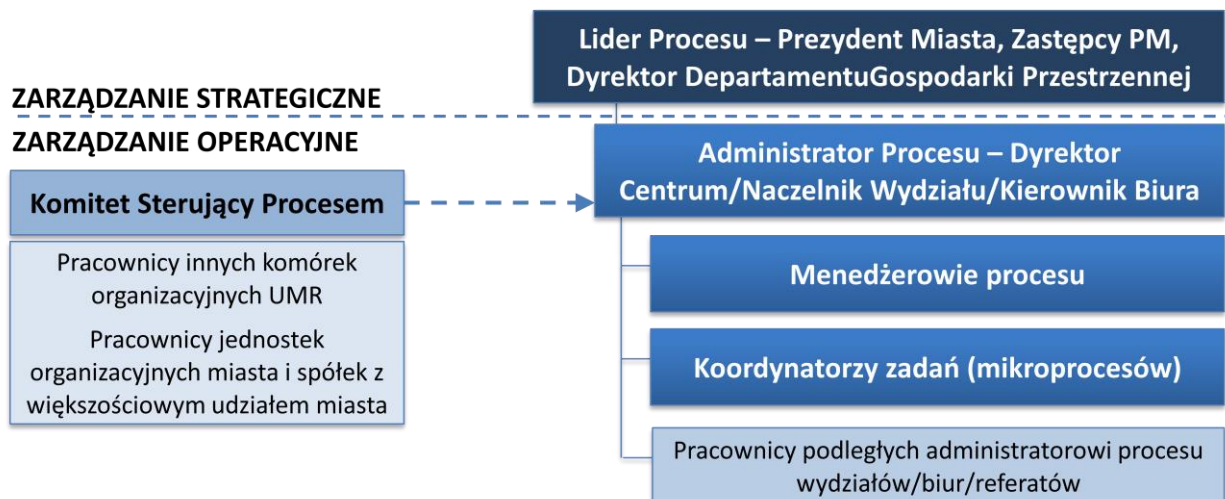 Lider Procesu – Prezydent Miasta, Zastępcy PM,
Dyrektor DepartamentuGospodarki Przestrzennej
ZARZĄDZANIE STRATEGICZNE
ZARZĄDZANIE OPERACYJNE
Administrator Procesu – Dyrektor
Centrum/Naczelnik Wydziału/Kierownik Biura
Komitet Sterujący Procesem
Pracownicy innych komórek
organizacyjnych UMR
Pracownicy jednostek
organizacyjnych miasta i spółek z
większościowym udziałem miasta
Menedżerowie procesu
Koordynatorzy zadań (mikroprocesów)
Pracownicy podległych administratorowi procesu
wydziałów/biur/referatów